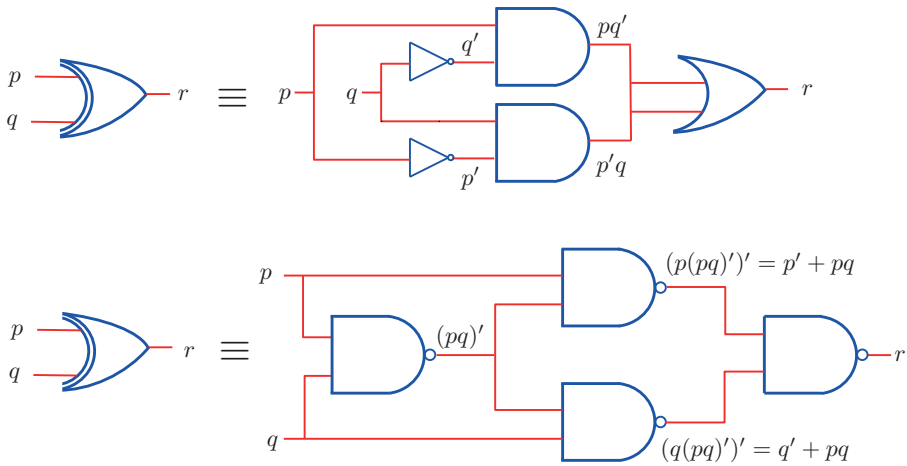 p
q
r
≡
p
q
q′
p′
pq′
p′q
r
p
q
r
≡
p
q
(pq)′
(p(pq)′)′ = p′ + pq
(q(pq)′)′ = q′ + pq
r